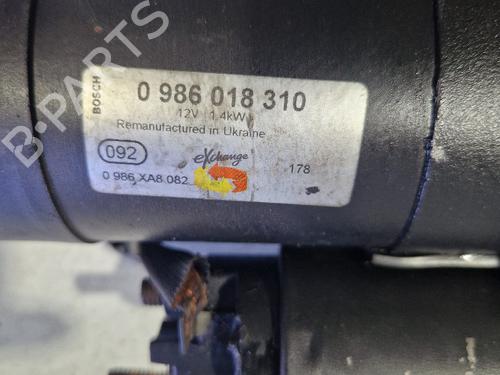 B-PARTS
BOSCH
0 986 018 310
12V 1,4kW
Remanufactured in Ukraine
092
eXchange
178
0 986 XA8 082